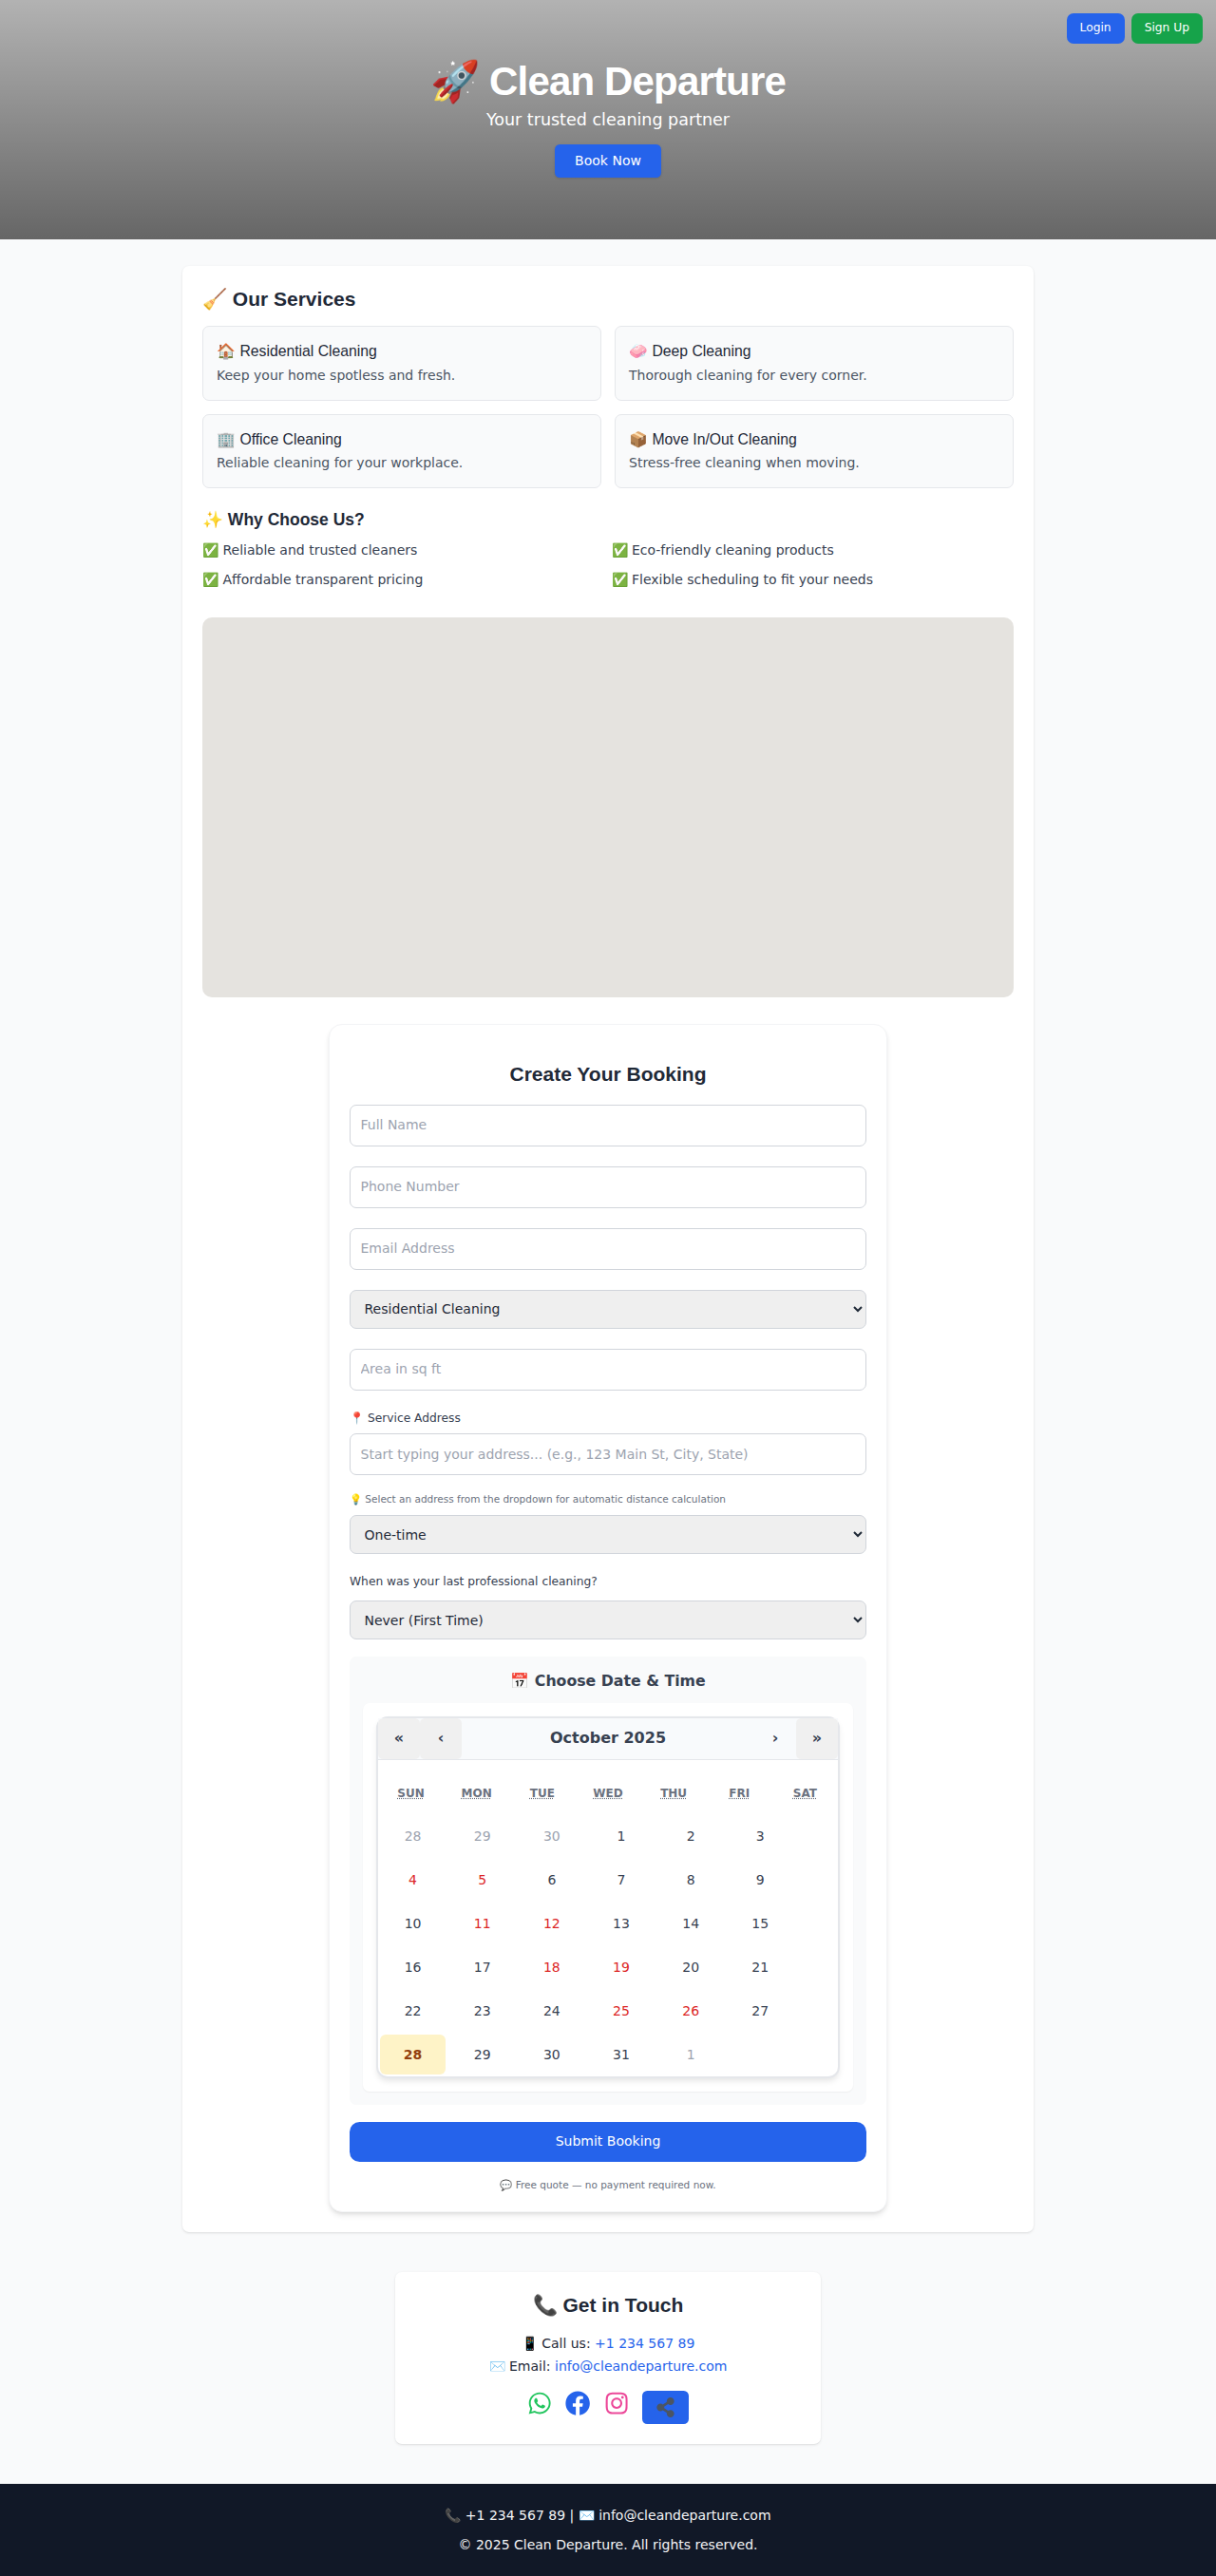 Login Sign Up
🚀 Clean Departure
Your trusted cleaning partner
Book Now
🧹 Our Services
🏠 Residential Cleaning
Keep your home spotless and fresh.
🧼 Deep Cleaning
Thorough cleaning for every corner.
🏢 Office Cleaning
Reliable cleaning for your workplace.
📦 Move In/Out Cleaning
Stress-free cleaning when moving.
✨ Why Choose Us?
✅ Reliable and trusted cleaners
✅ Eco-friendly cleaning products
✅ Affordable transparent pricing
✅ Flexible scheduling to fit your needs
Create Your Booking
Full Name
Phone Number
Email Address
Residential Cleaning
Area in sq ft
📍 Service Address
Start typing your address... (e.g., 123 Main St, City, State)
💡 Select an address from the dropdown for automatic distance calculation
One-time
When was your last professional cleaning?
Never (First Time)
📅 Choose Date & Time
« ‹ October 2025 › »
SUN MON TUE WED THU FRI SAT
28 29 30 1 2 3
4 5 6 7 8 9
10 11 12 13 14 15
16 17 18 19 20 21
22 23 24 25 26 27
28 29 30 31 1
Submit Booking
💬 Free quote — no payment required now.
📞 Get in Touch
📱 Call us: +1 234 567 89
✉️ Email: info@cleandeparture.com
📞 +1 234 567 89 | ✉️ info@cleandeparture.com
© 2025 Clean Departure. All rights reserved.